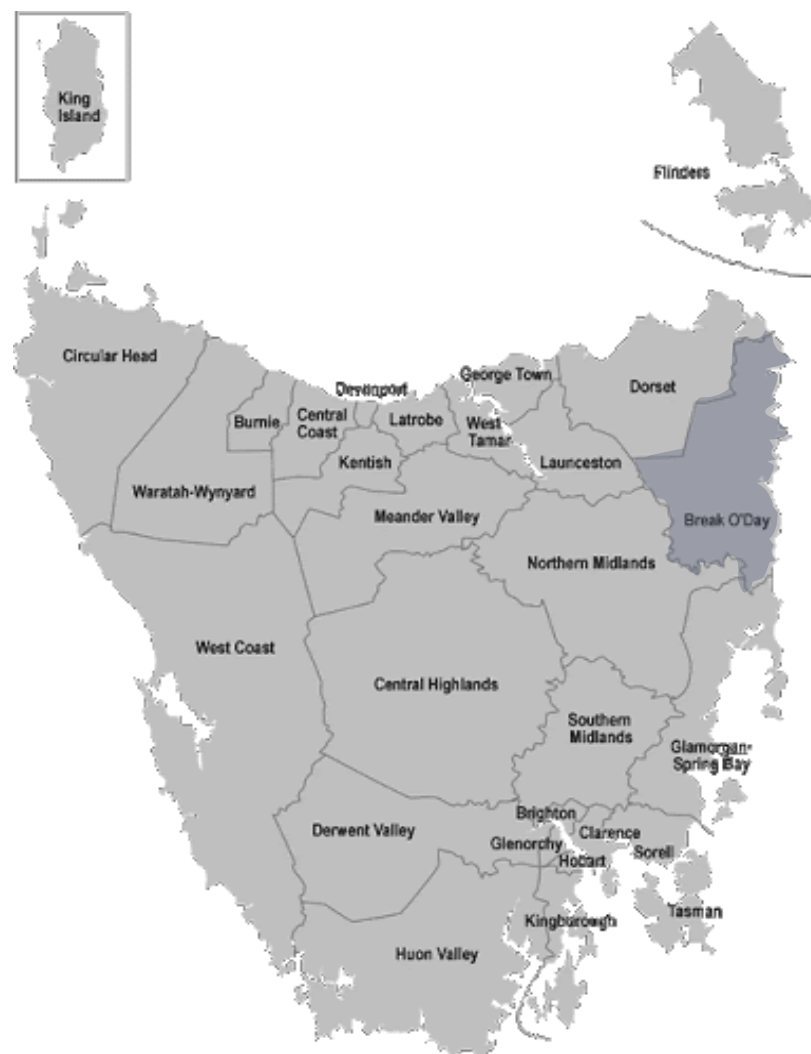 King
Island
Flinders
Circular Head
George Town
Dorset
Devenport
Burnie
Central
Coast
Latrobe
West
Tamar
Kentish
Launceston
Waratah-Wynyard
Meander Valley
Break O'Day
Northern Midlands
West Coast
Central Highlands
Southern
Midlands
Glamorgan-
Spring Bay
Brighton
Derwent Valley
Clarence
Glenorchy
Sorell
Hobart
Tasman
Kingburough
Huon Valley